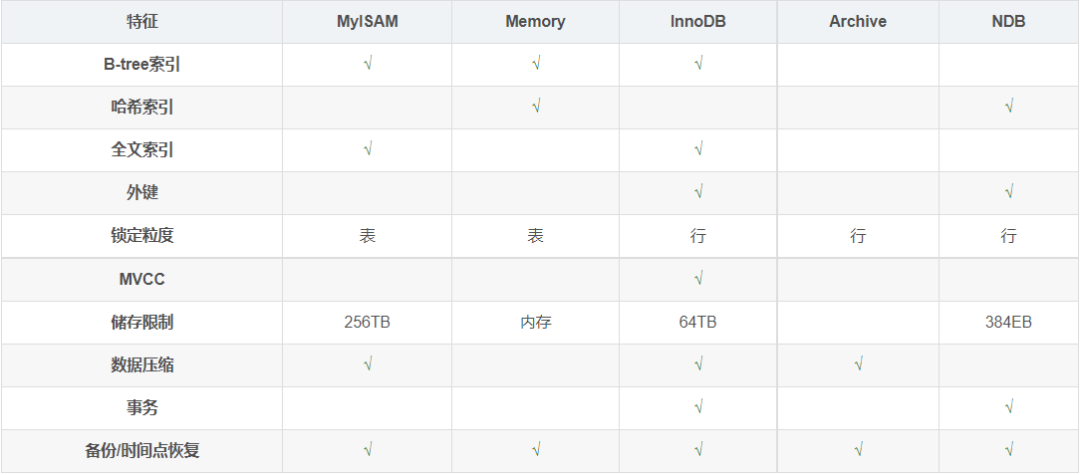 特征 MyISAM Memory InnoDB Archive NDB
B-tree索引 √ √ √
哈希索引 √ √
全文索引 √ √
外键 √ √
锁定粒度 表 表 行 行 行
MVCC √
储存限制 256TB 内存 64TB 384EB
数据压缩 √ √ √
事务 √ √
备份/时间点恢复 √ √ √ √ √